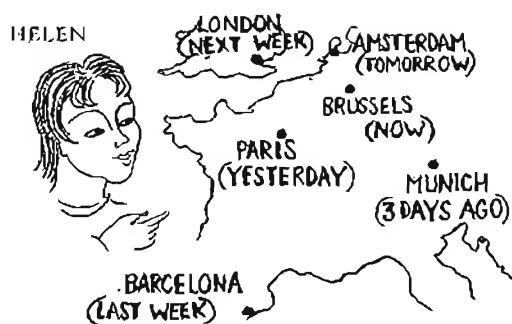 HELEN
LONDON
(NEXT WEEK)
AMSTERDAM
(TOMORROW)
BRUSSELS
(NOW)
PARIS
(YESTERDAY)
MUNICH
(3 DAYS AGO)
BARCELONA
(LAST WEEK)